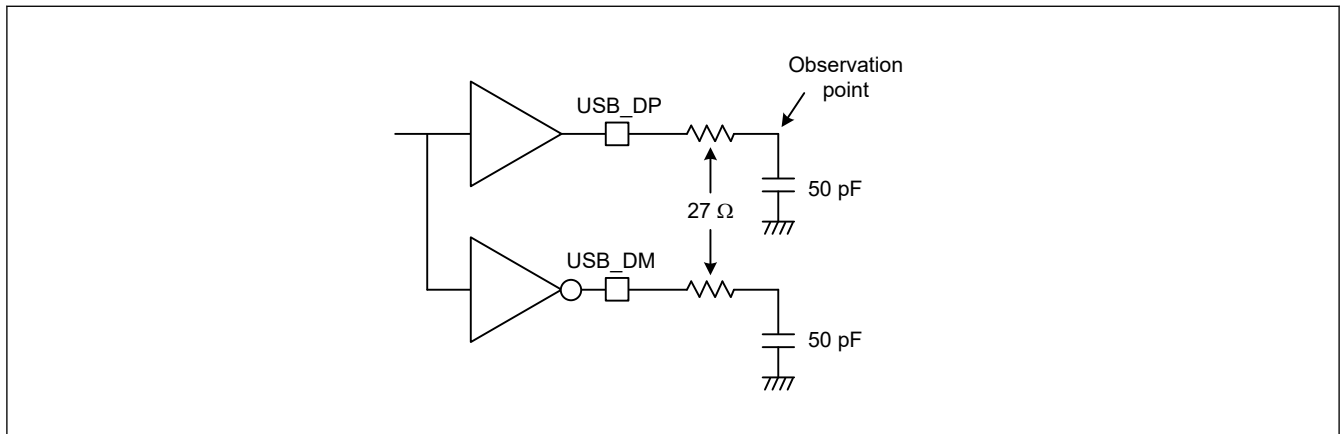 Observation
point
USB_DP
50 pF
27 Ω
USB_DM
50 pF